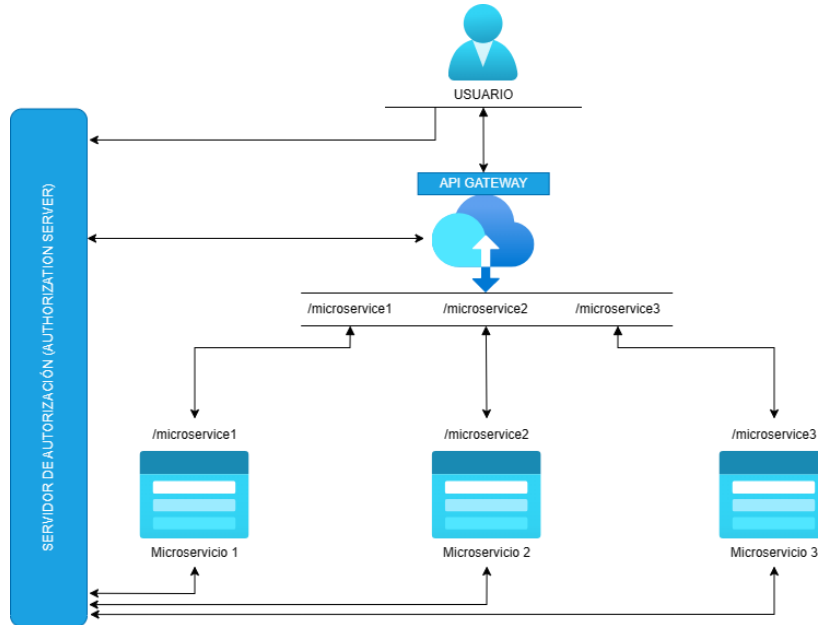 USUARIO
SERVIDOR DE AUTORIZACIÓN (AUTHORIZATION SERVER)
API GATEWAY
/microservice1
/microservice2
/microservice3
/microservice1
/microservice2
/microservice3
Microservicio 1
Microservicio 2
Microservicio 3